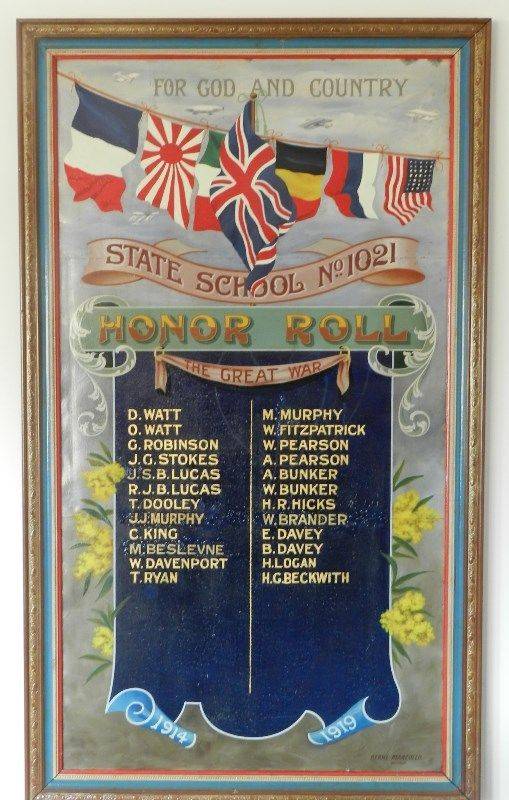 FOR GOD AND COUNTRY
STATE SCHOOL No 1021
HONOR ROLL
THE GREAT WAR
D. WATT
O. WATT
G. ROBINSON
J. G. STOKES
J. S. B. LUCAS
R. J. B. LUCAS
T. DOOLEY
J. J. MURPHY
C. KING
M. BESLEVNE
W. DAVENPORT
T. RYAN
M. MURPHY
W. FITZPATRICK
W. PEARSON
A. PEARSON
A. BUNKER
W. BUNKER
H. R. HICKS
W. BRANDER
E. DAVEY
B. DAVEY
H. LOGAN
H. G. BECKWITH
1914
1919